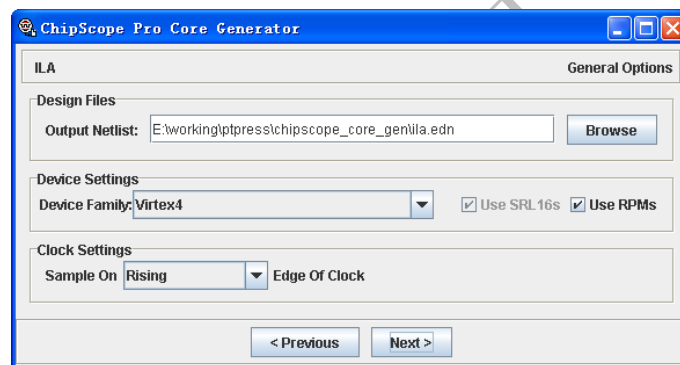 ChipScope Pro Core Generator
ILA General Options
Design Files
Output Netlist: E:\working\ptpress\chipscope_core_gen\ila.edn Browse
Device Settings
Device Family: Virtex4 Use SRL16s Use RPMs
Clock Settings
Sample On Rising Edge Of Clock
< Previous Next >